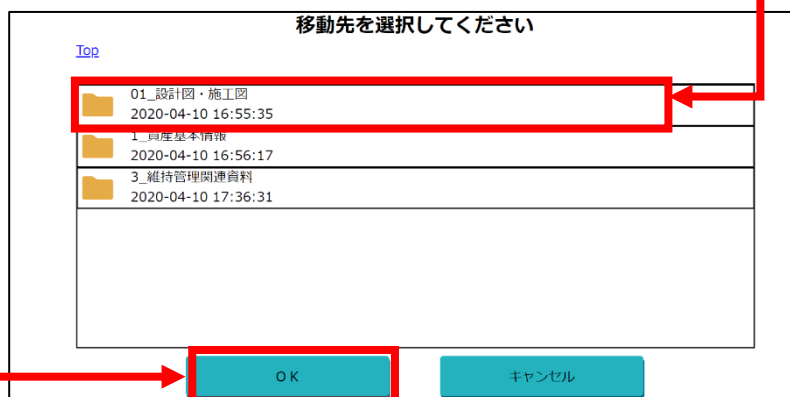 移動先を選択してください
Top
01_設計図・施工図
2020-04-10 16:55:35
1_資産基本情報
2020-04-10 16:56:17
3_維持管理関連資料
2020-04-10 17:36:31
ＯＫ
キャンセル